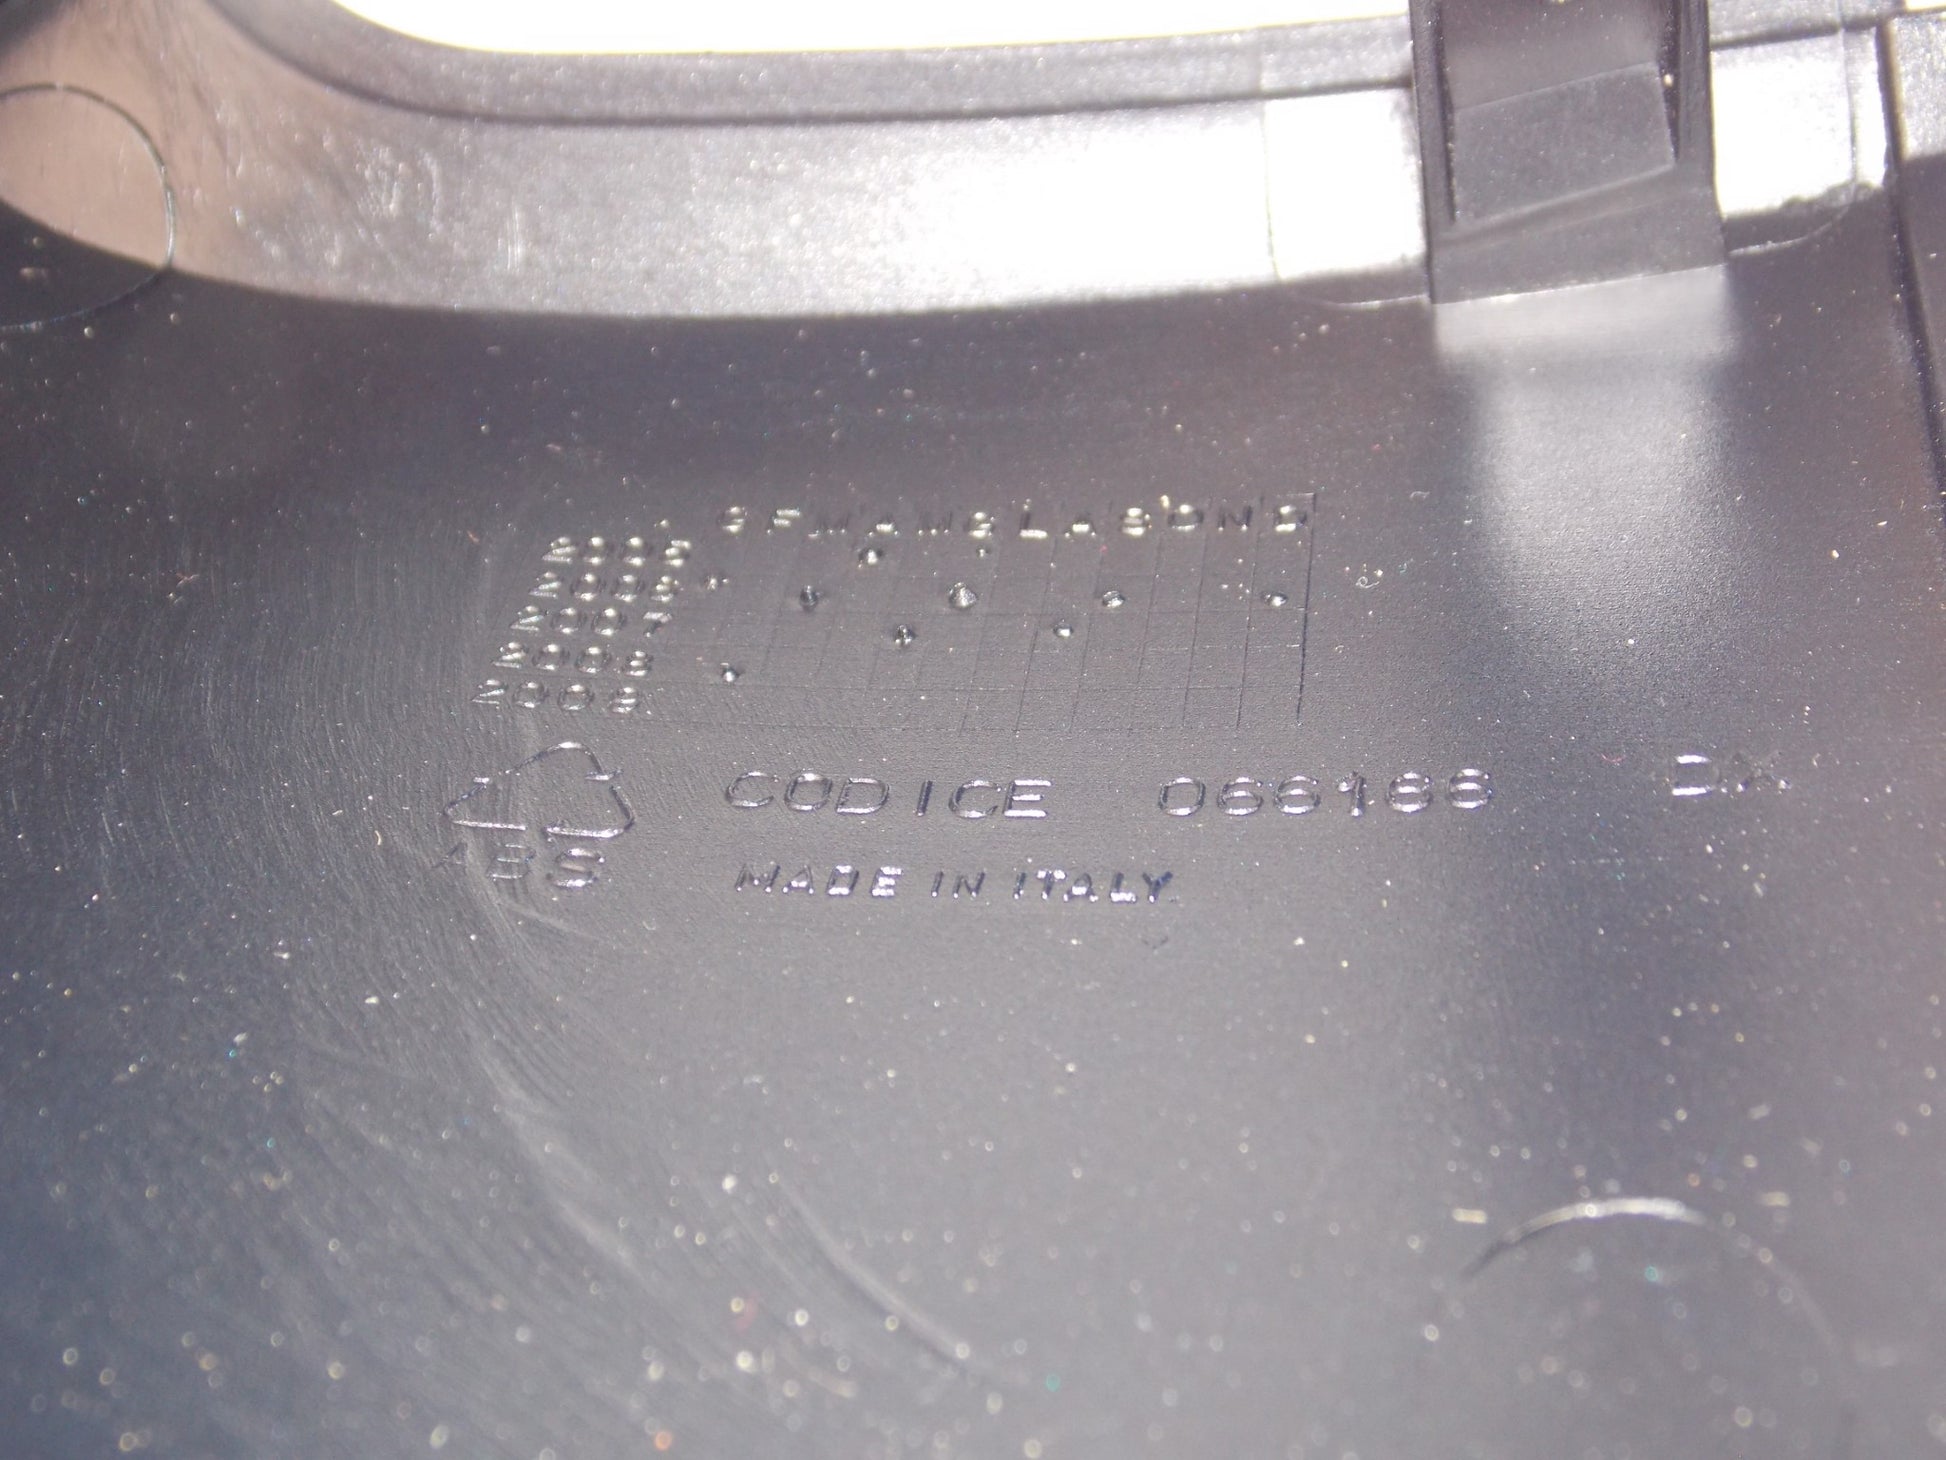 G F M A M G L A S O N D
2005
2006
2007
2008
2009
CODICE 066166 DX
ABS
MADE IN ITALY